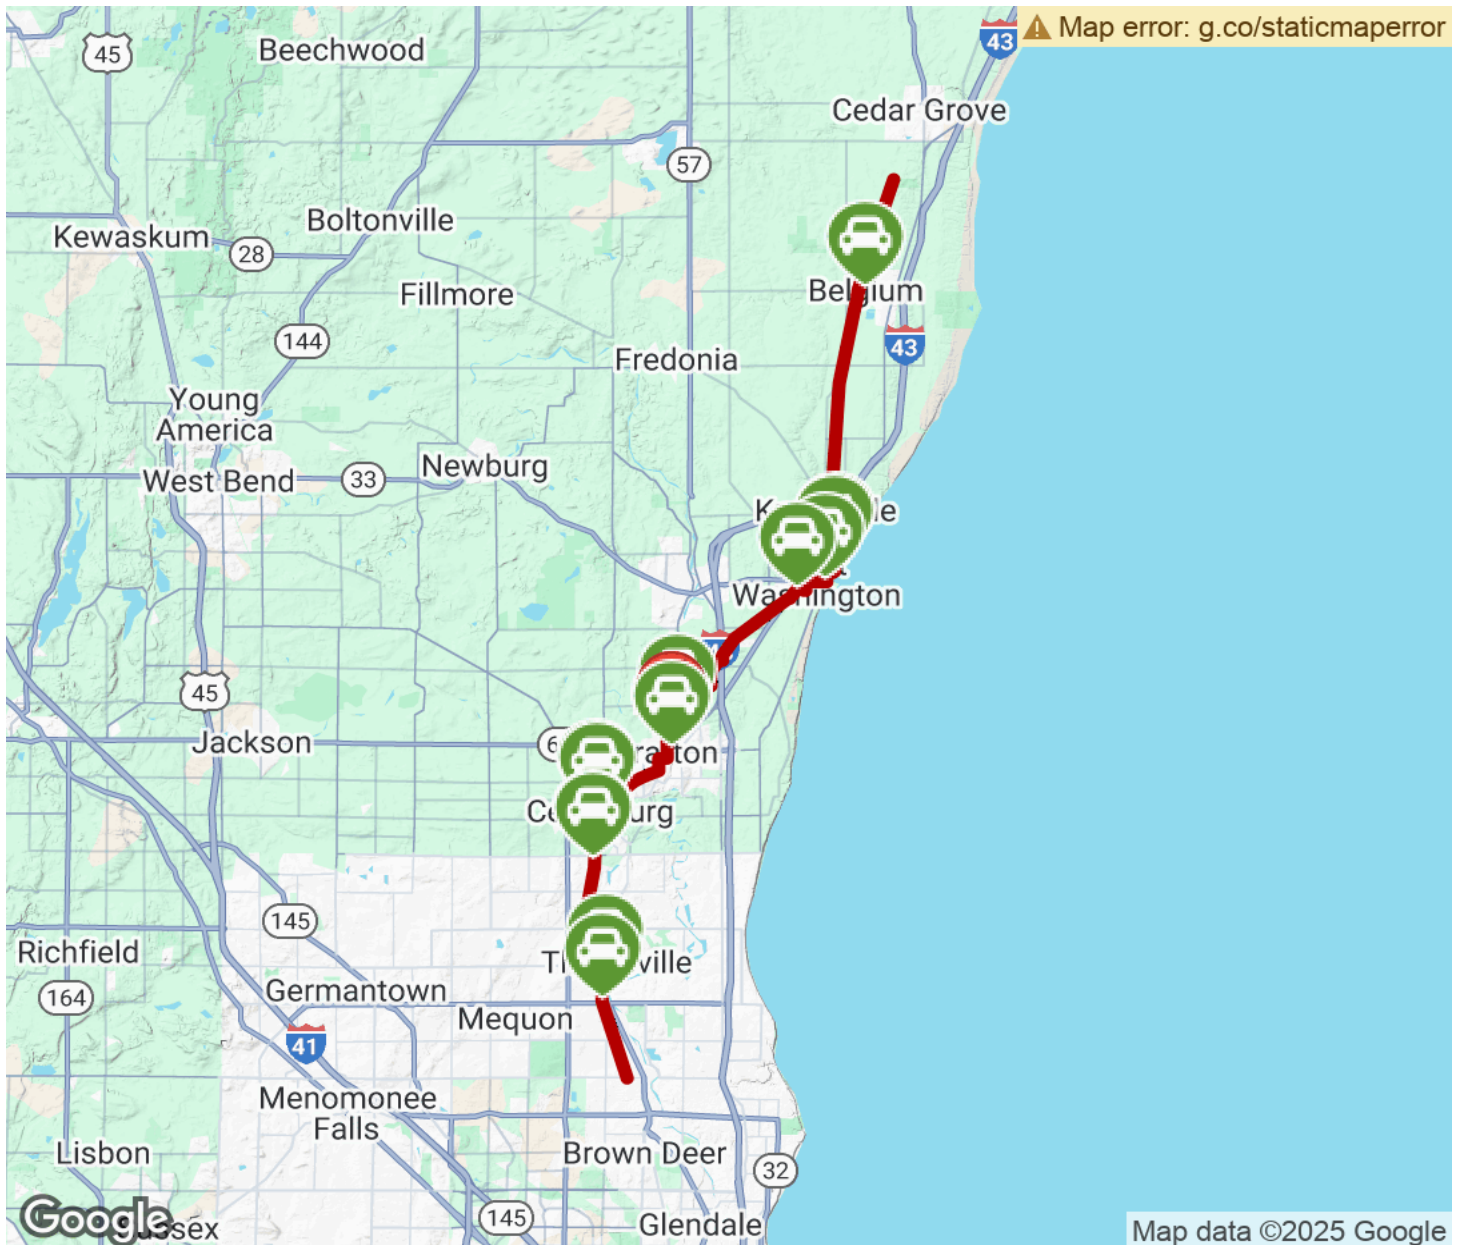 Map error: g.co/staticmaperror
45
Beechwood
43
Cedar Grove
57
Boltonville
Kewaskum
28
Fillmore
Belgium
144
43
Fredonia
Young
America
Newburg
West Bend
33
Washington
45
Jackson
145
Richfield
Germantown
164
Mequon
41
Menomonee
Falls
Lisbon
Brown Deer
32
Google
145
Glendale
Map data ©2025 Google